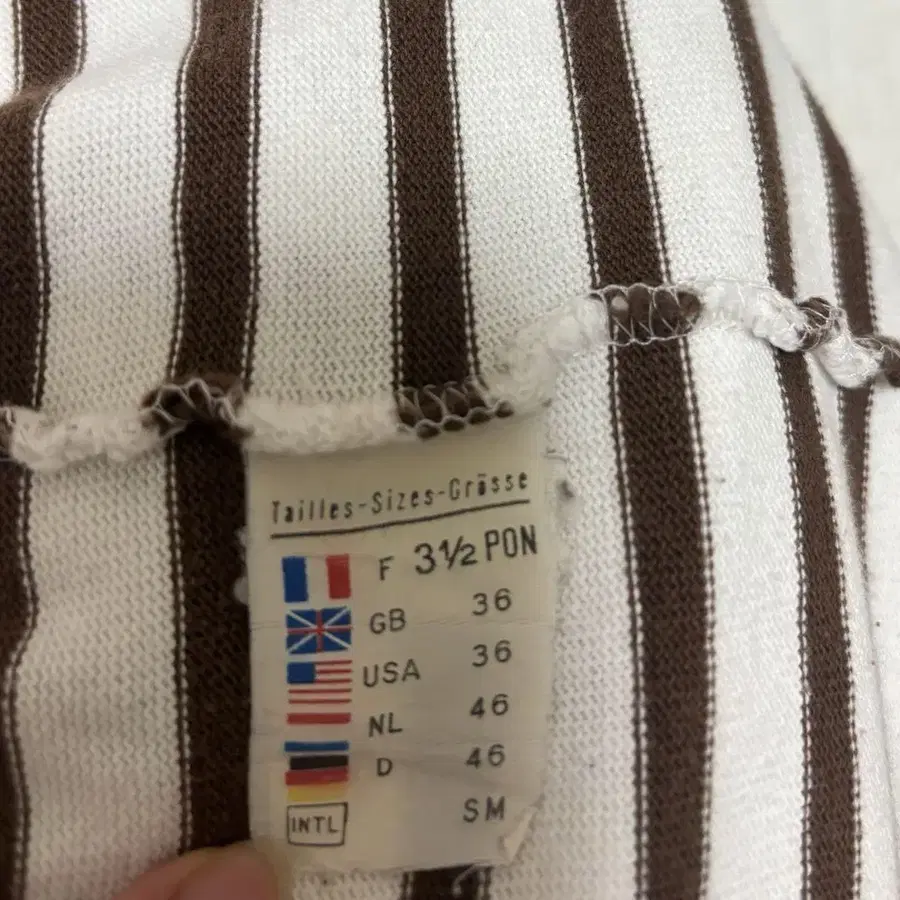 Tailles-Sizes-Grösse
F 3½ PON
GB 36
USA 36
NL 46
D 46
INTL SM